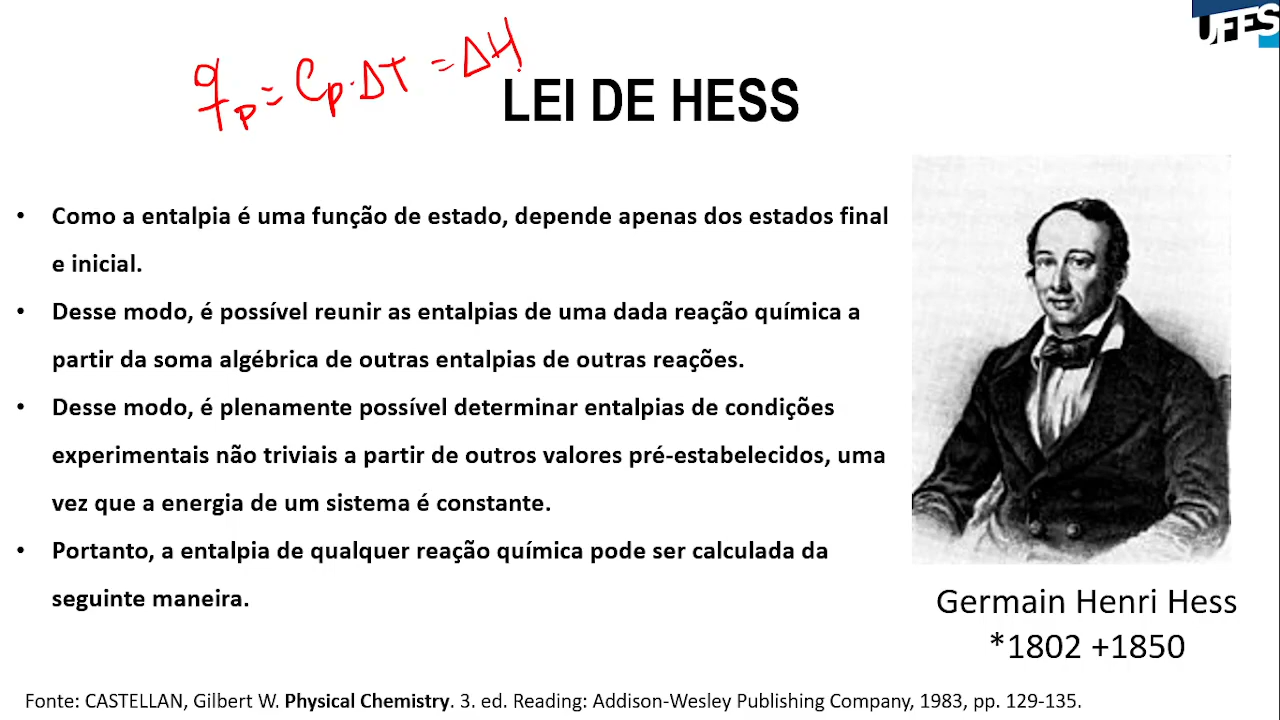 UFES
qp = Cp·ΔT = ΔH
LEI DE HESS
• Como a entalpia é uma função de estado, depende apenas dos estados final
e inicial.
• Desse modo, é possível reunir as entalpias de uma dada reação química a
partir da soma algébrica de outras entalpias de outras reações.
• Desse modo, é plenamente possível determinar entalpias de condições
experimentais não triviais a partir de outros valores pré-estabelecidos, uma
vez que a energia de um sistema é constante.
• Portanto, a entalpia de qualquer reação química pode ser calculada da
seguinte maneira.
Germain Henri Hess
*1802 +1850
Fonte: CASTELLAN, Gilbert W. Physical Chemistry. 3. ed. Reading: Addison-Wesley Publishing Company, 1983, pp. 129-135.